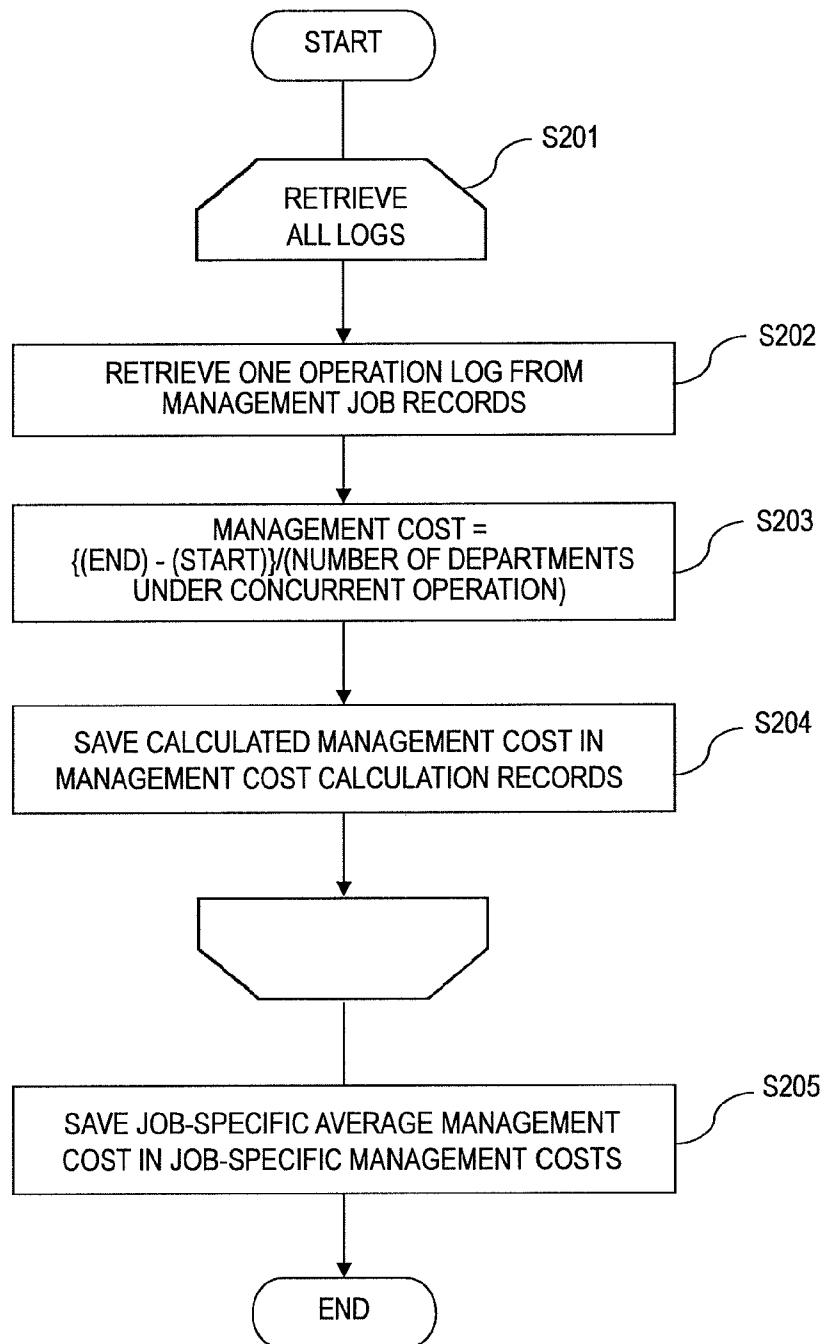 START
S201
RETRIEVE
ALL LOGS
S202
RETRIEVE ONE OPERATION LOG FROM
MANAGEMENT JOB RECORDS
S203
MANAGEMENT COST =
{(END) - (START)}/(NUMBER OF DEPARTMENTS
UNDER CONCURRENT OPERATION)
S204
SAVE CALCULATED MANAGEMENT COST IN
MANAGEMENT COST CALCULATION RECORDS
S205
SAVE JOB-SPECIFIC AVERAGE MANAGEMENT
COST IN JOB-SPECIFIC MANAGEMENT COSTS
END